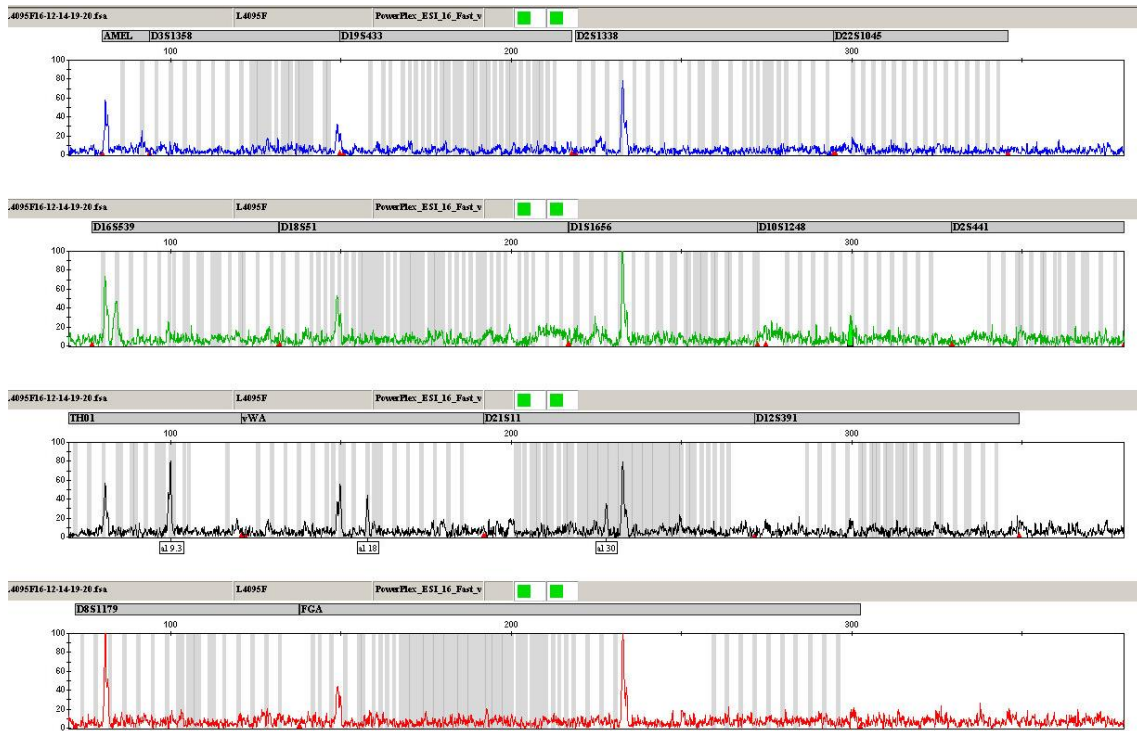 .4095F16-12-14-19-20.fsa L4095F PowerPlex_ESI_16_Fast_v
AMEL D3S1358 D19S433 D2S1338 D22S1045
100 200 300
100
80
60
40
20
0
.4095F16-12-14-19-20.fsa L4095F PowerPlex_ESI_16_Fast_v
D16S539 D18S51 D1S1656 D10S1248 D2S441
100 200 300
100
80
60
40
20
0
.4095F16-12-14-19-20.fsa L4095F PowerPlex_ESI_16_Fast_v
TH01 vWA D21S11 D12S391
100 200 300
100
80
60
40
20
0
al 9.3 al 18 al 30
.4095F16-12-14-19-20.fsa L4095F PowerPlex_ESI_16_Fast_v
D8S1179 FGA
100 200 300
100
80
60
40
20
0